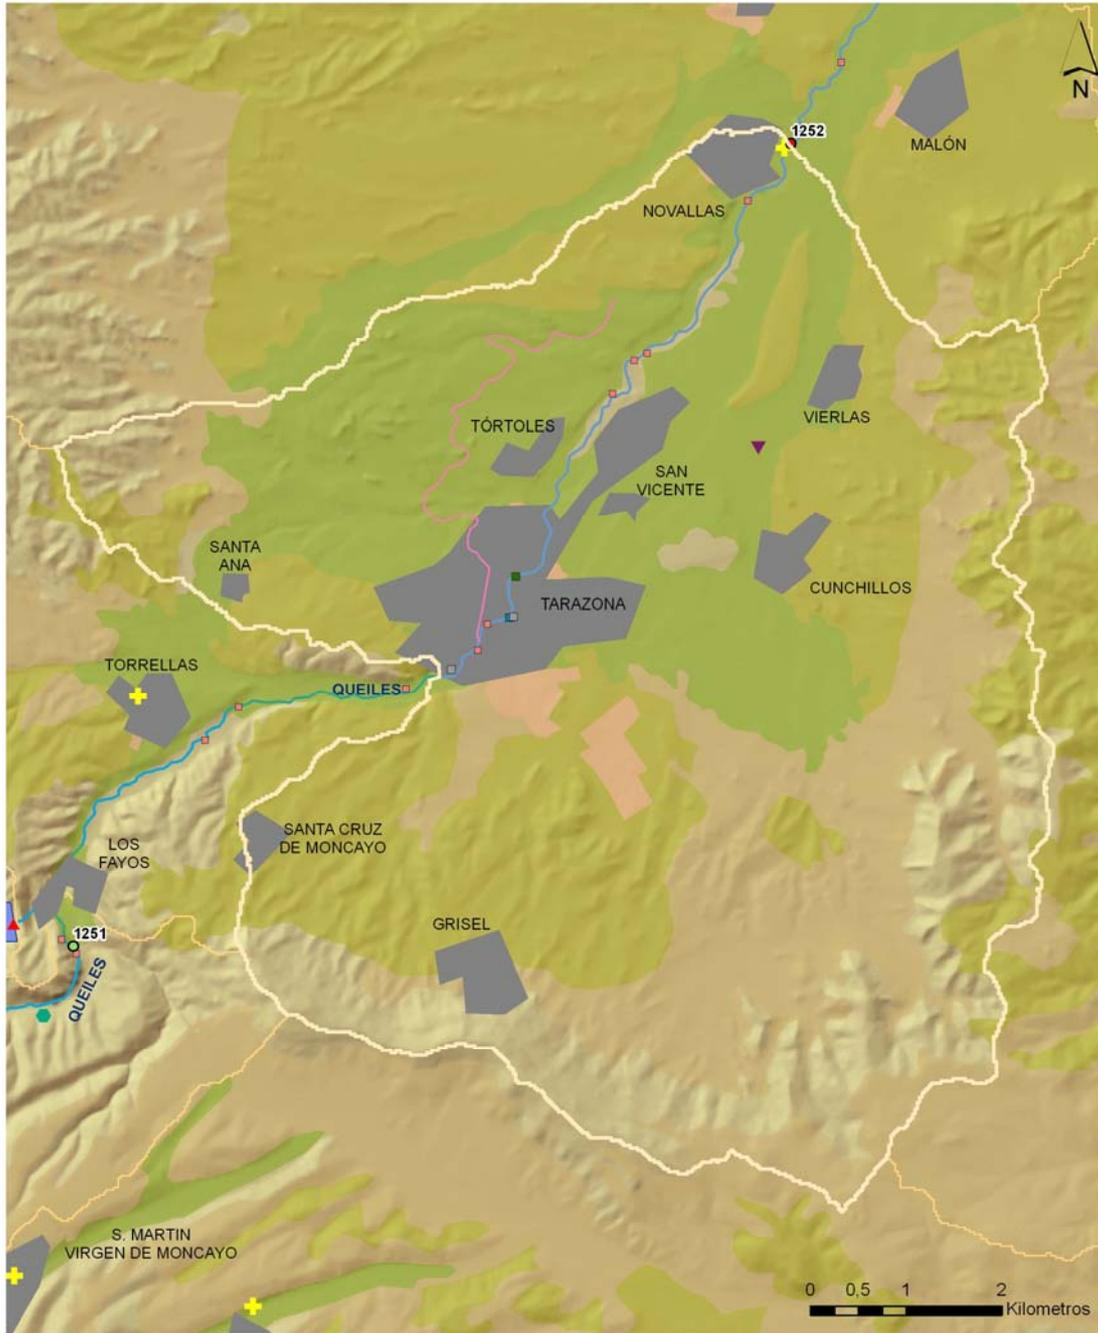 N
1252
MALÓN
NOVALLAS
VIERLAS
TÓRTOLES
SAN
VICENTE
SANTA
ANA
CUNCHILLOS
TARAZONA
TORRELLAS
QUEILES
SANTA CRUZ
DE MONCAYO
LOS
FAYOS
GRISEL
1251
QUEILES
S. MARTIN
VIRGEN DE MONCAYO
0 0,5 1 2
Kilometros